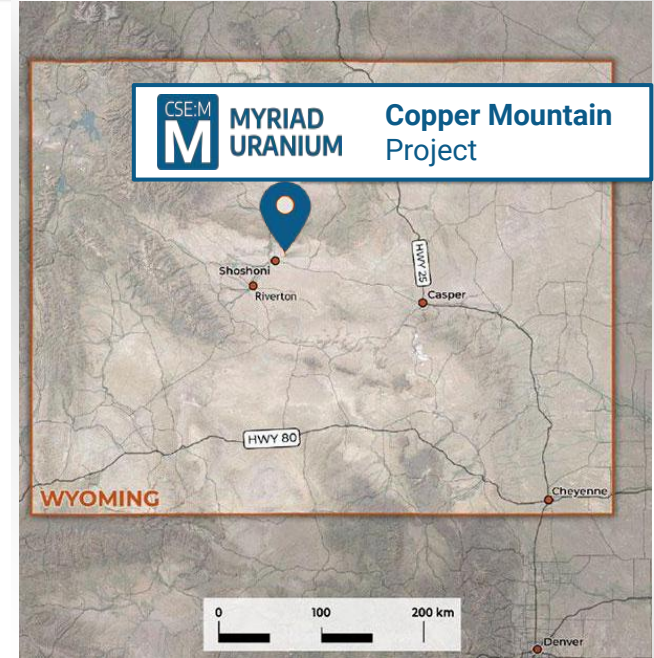 CSE:M
M
MYRIAD
URANIUM
Copper Mountain
Project
HWY 25
Shoshoni
Riverton
Casper
HWY 80
WYOMING
Cheyenne
0 100 200 km
Denver